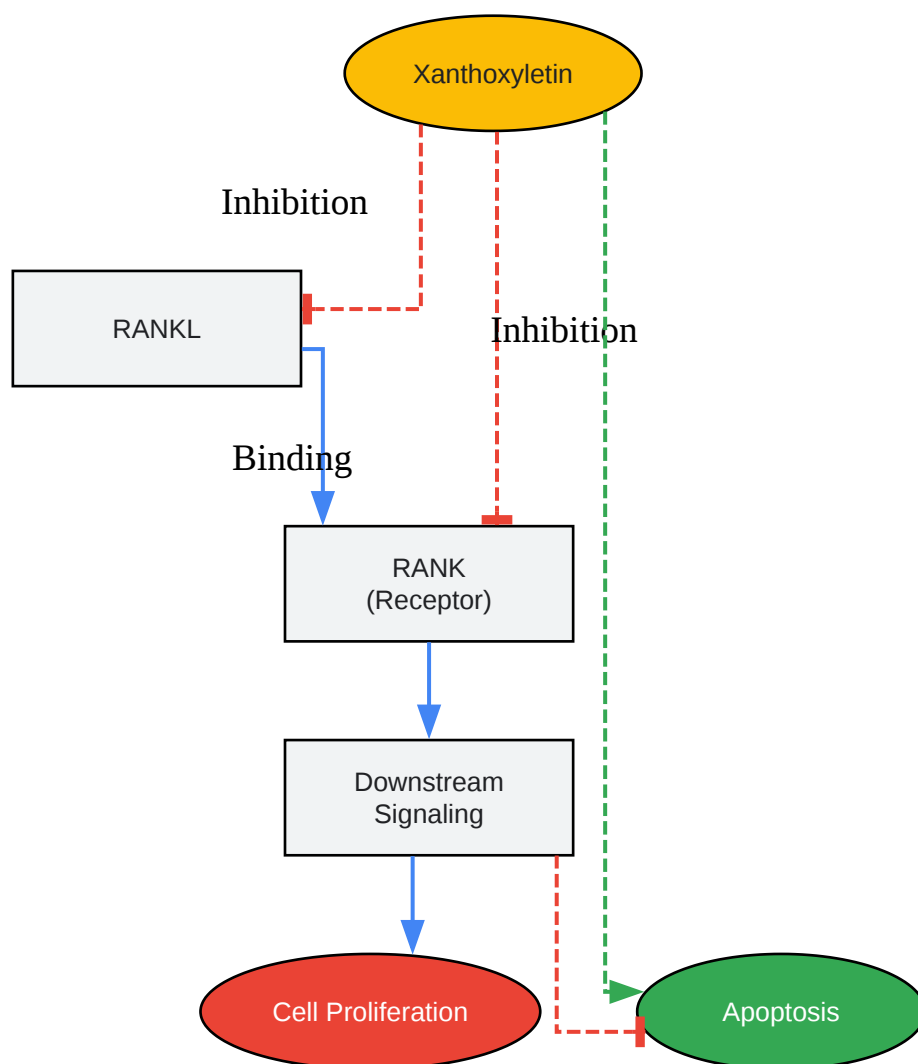 Xanthoxyletin
Inhibition
RANKL
Inhibition
Binding
RANK
(Receptor)
Downstream
Signaling
Cell Proliferation
Apoptosis